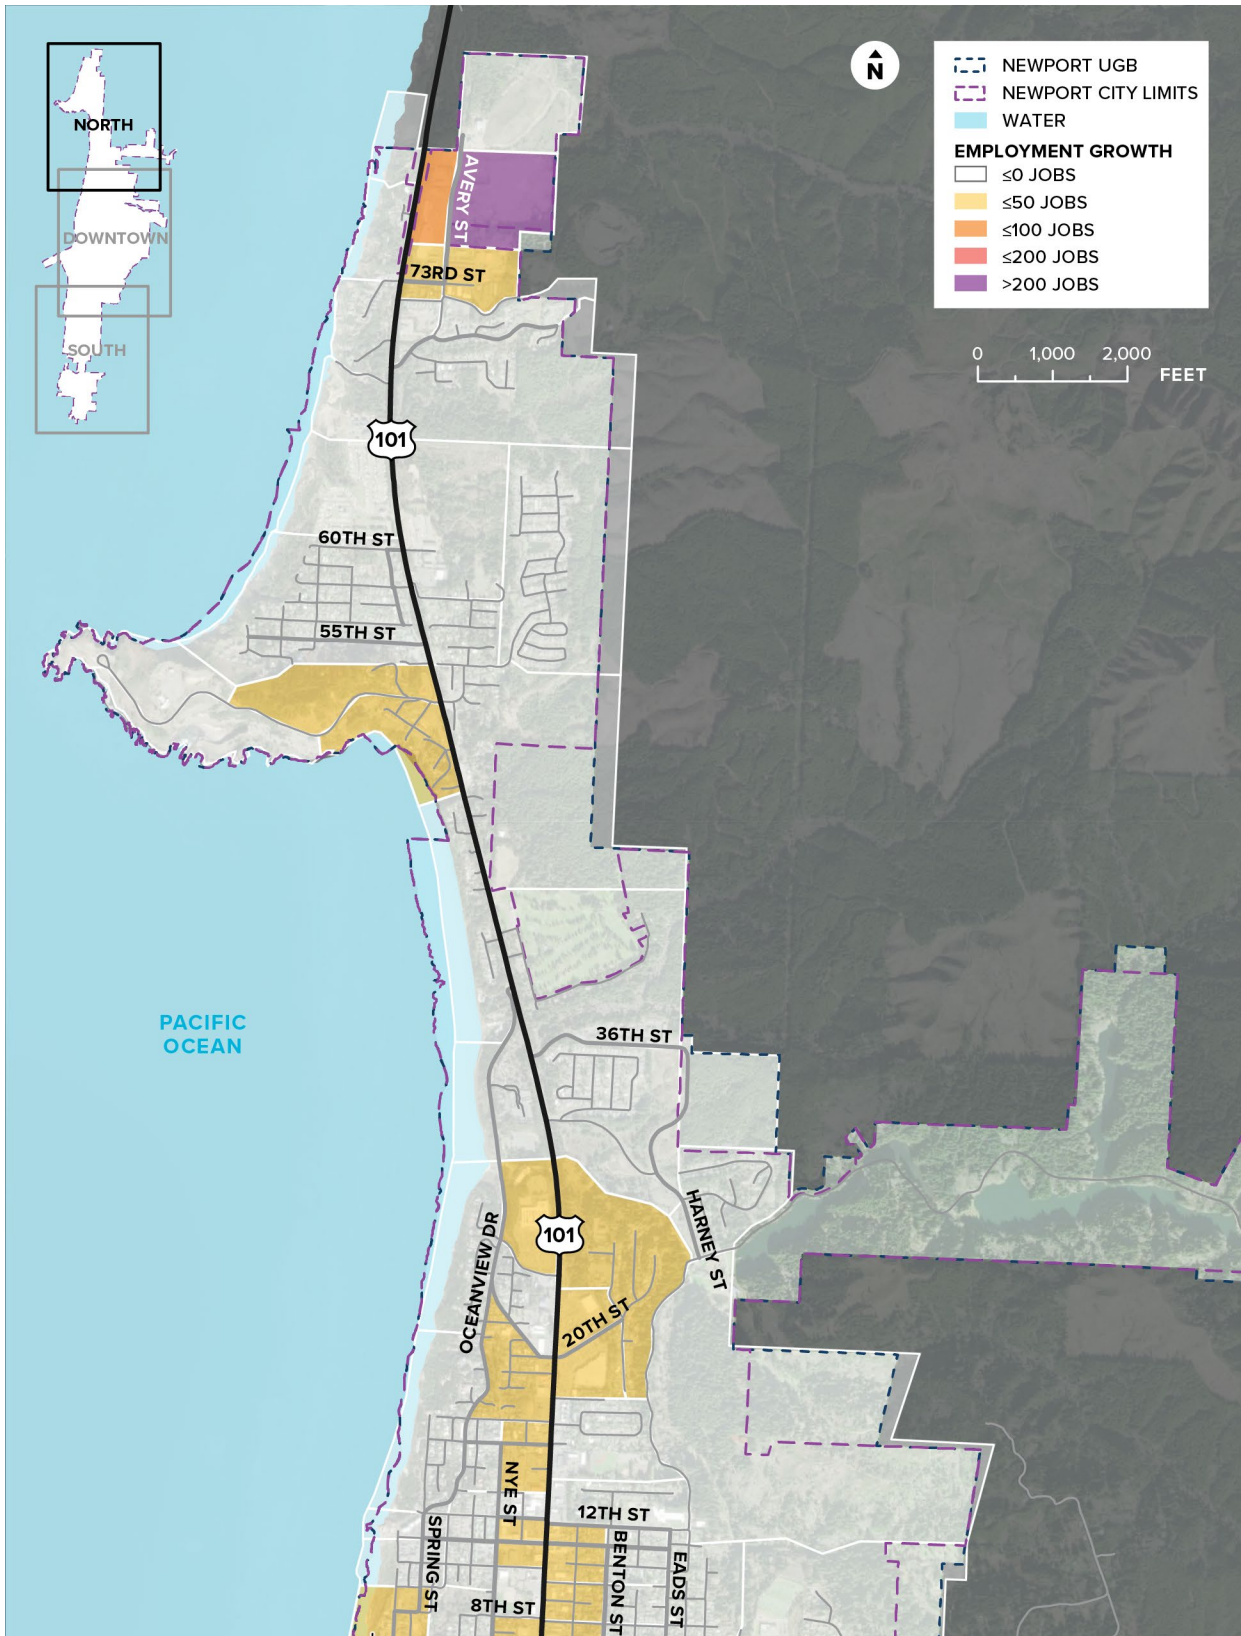 NORTH
DOWNTOWN
SOUTH
N
NEWPORT UGB
NEWPORT CITY LIMITS
WATER
EMPLOYMENT GROWTH
≤0 JOBS
≤50 JOBS
≤100 JOBS
≤200 JOBS
>200 JOBS
0 1,000 2,000
FEET
AVERY ST
73RD ST
101
60TH ST
55TH ST
PACIFIC
OCEAN
36TH ST
HARNEY ST
OCEANVIEW DR
101
20TH ST
NYE ST
12TH ST
SPRING ST
BENTON ST
EADS ST
8TH ST